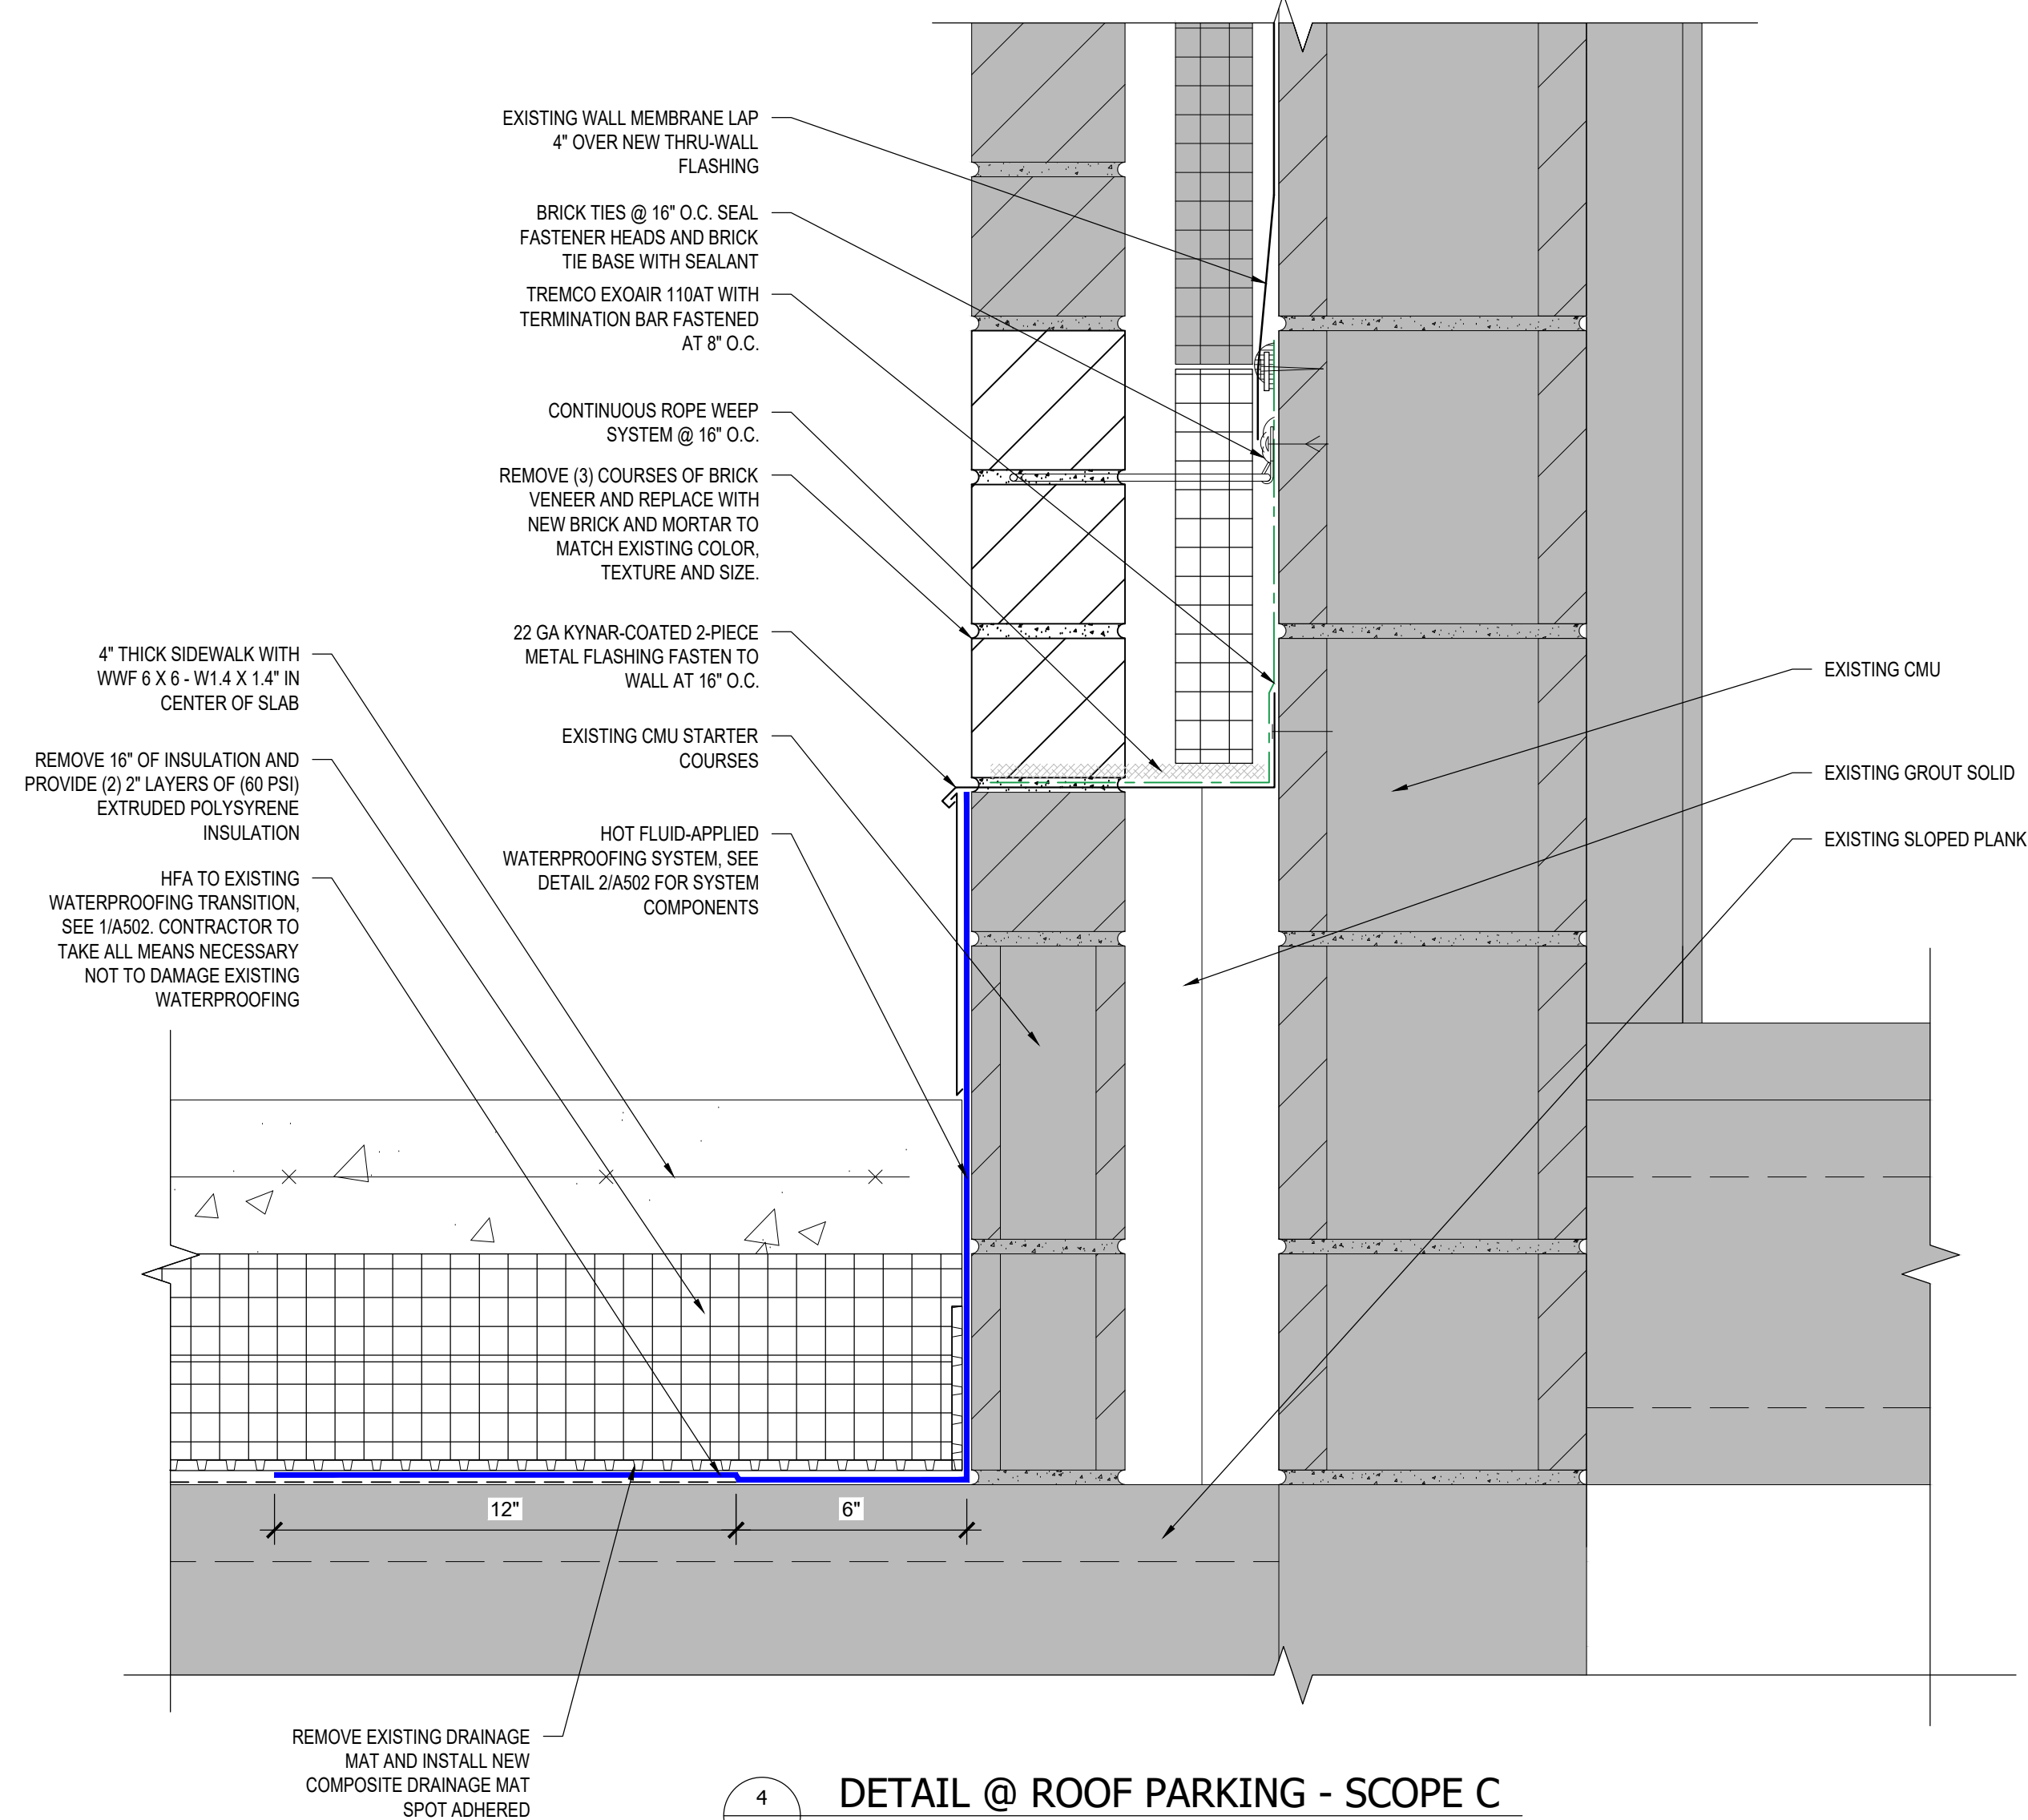 EXISTING WALL MEMBRANE LAP
4" OVER NEW THRU-WALL
FLASHING
BRICK TIES @ 16" O.C. SEAL
FASTENER HEADS AND BRICK
TIE BASE WITH SEALANT
TREMCO EXOAIR 110AT WITH
TERMINATION BAR FASTENED
AT 8" O.C.
CONTINUOUS ROPE WEEP
SYSTEM @ 16" O.C.
REMOVE (3) COURSES OF BRICK
VENEER AND REPLACE WITH
NEW BRICK AND MORTAR TO
MATCH EXISTING COLOR,
TEXTURE AND SIZE.
22 GA KYNAR-COATED 2-PIECE
METAL FLASHING FASTEN TO
WALL AT 16" O.C.
EXISTING CMU STARTER
COURSES
HOT FLUID-APPLIED
WATERPROOFING SYSTEM, SEE
DETAIL 2/A502 FOR SYSTEM
COMPONENTS
4" THICK SIDEWALK WITH
WWF 6 X 6 - W1.4 X 1.4" IN
CENTER OF SLAB
REMOVE 16" OF INSULATION AND
PROVIDE (2) 2" LAYERS OF (60 PSI)
EXTRUDED POLYSYRENE
INSULATION
HFA TO EXISTING
WATERPROOFING TRANSITION,
SEE 1/A502. CONTRACTOR TO
TAKE ALL MEANS NECESSARY
NOT TO DAMAGE EXISTING
WATERPROOFING
EXISTING CMU
EXISTING GROUT SOLID
EXISTING SLOPED PLANK
12"
6"
REMOVE EXISTING DRAINAGE
MAT AND INSTALL NEW
COMPOSITE DRAINAGE MAT
SPOT ADHERED
4
DETAIL @ ROOF PARKING - SCOPE C